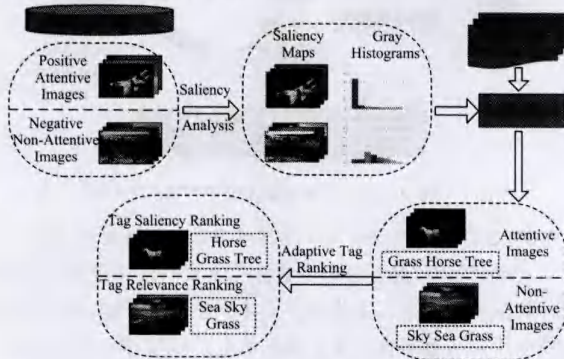 Positive
Attentive
Images
Negative
Non-Attentive
Images
Saliency
Analysis
Saliency
Maps
Gray
Histograms
Attentive
Images
Grass Horse Tree
Non-
Attentive
Images
Sky Sea Grass
Adaptive Tag
Ranking
Tag Saliency Ranking
Horse
Grass Tree
Tag Relevance Ranking
Sea Sky
Grass